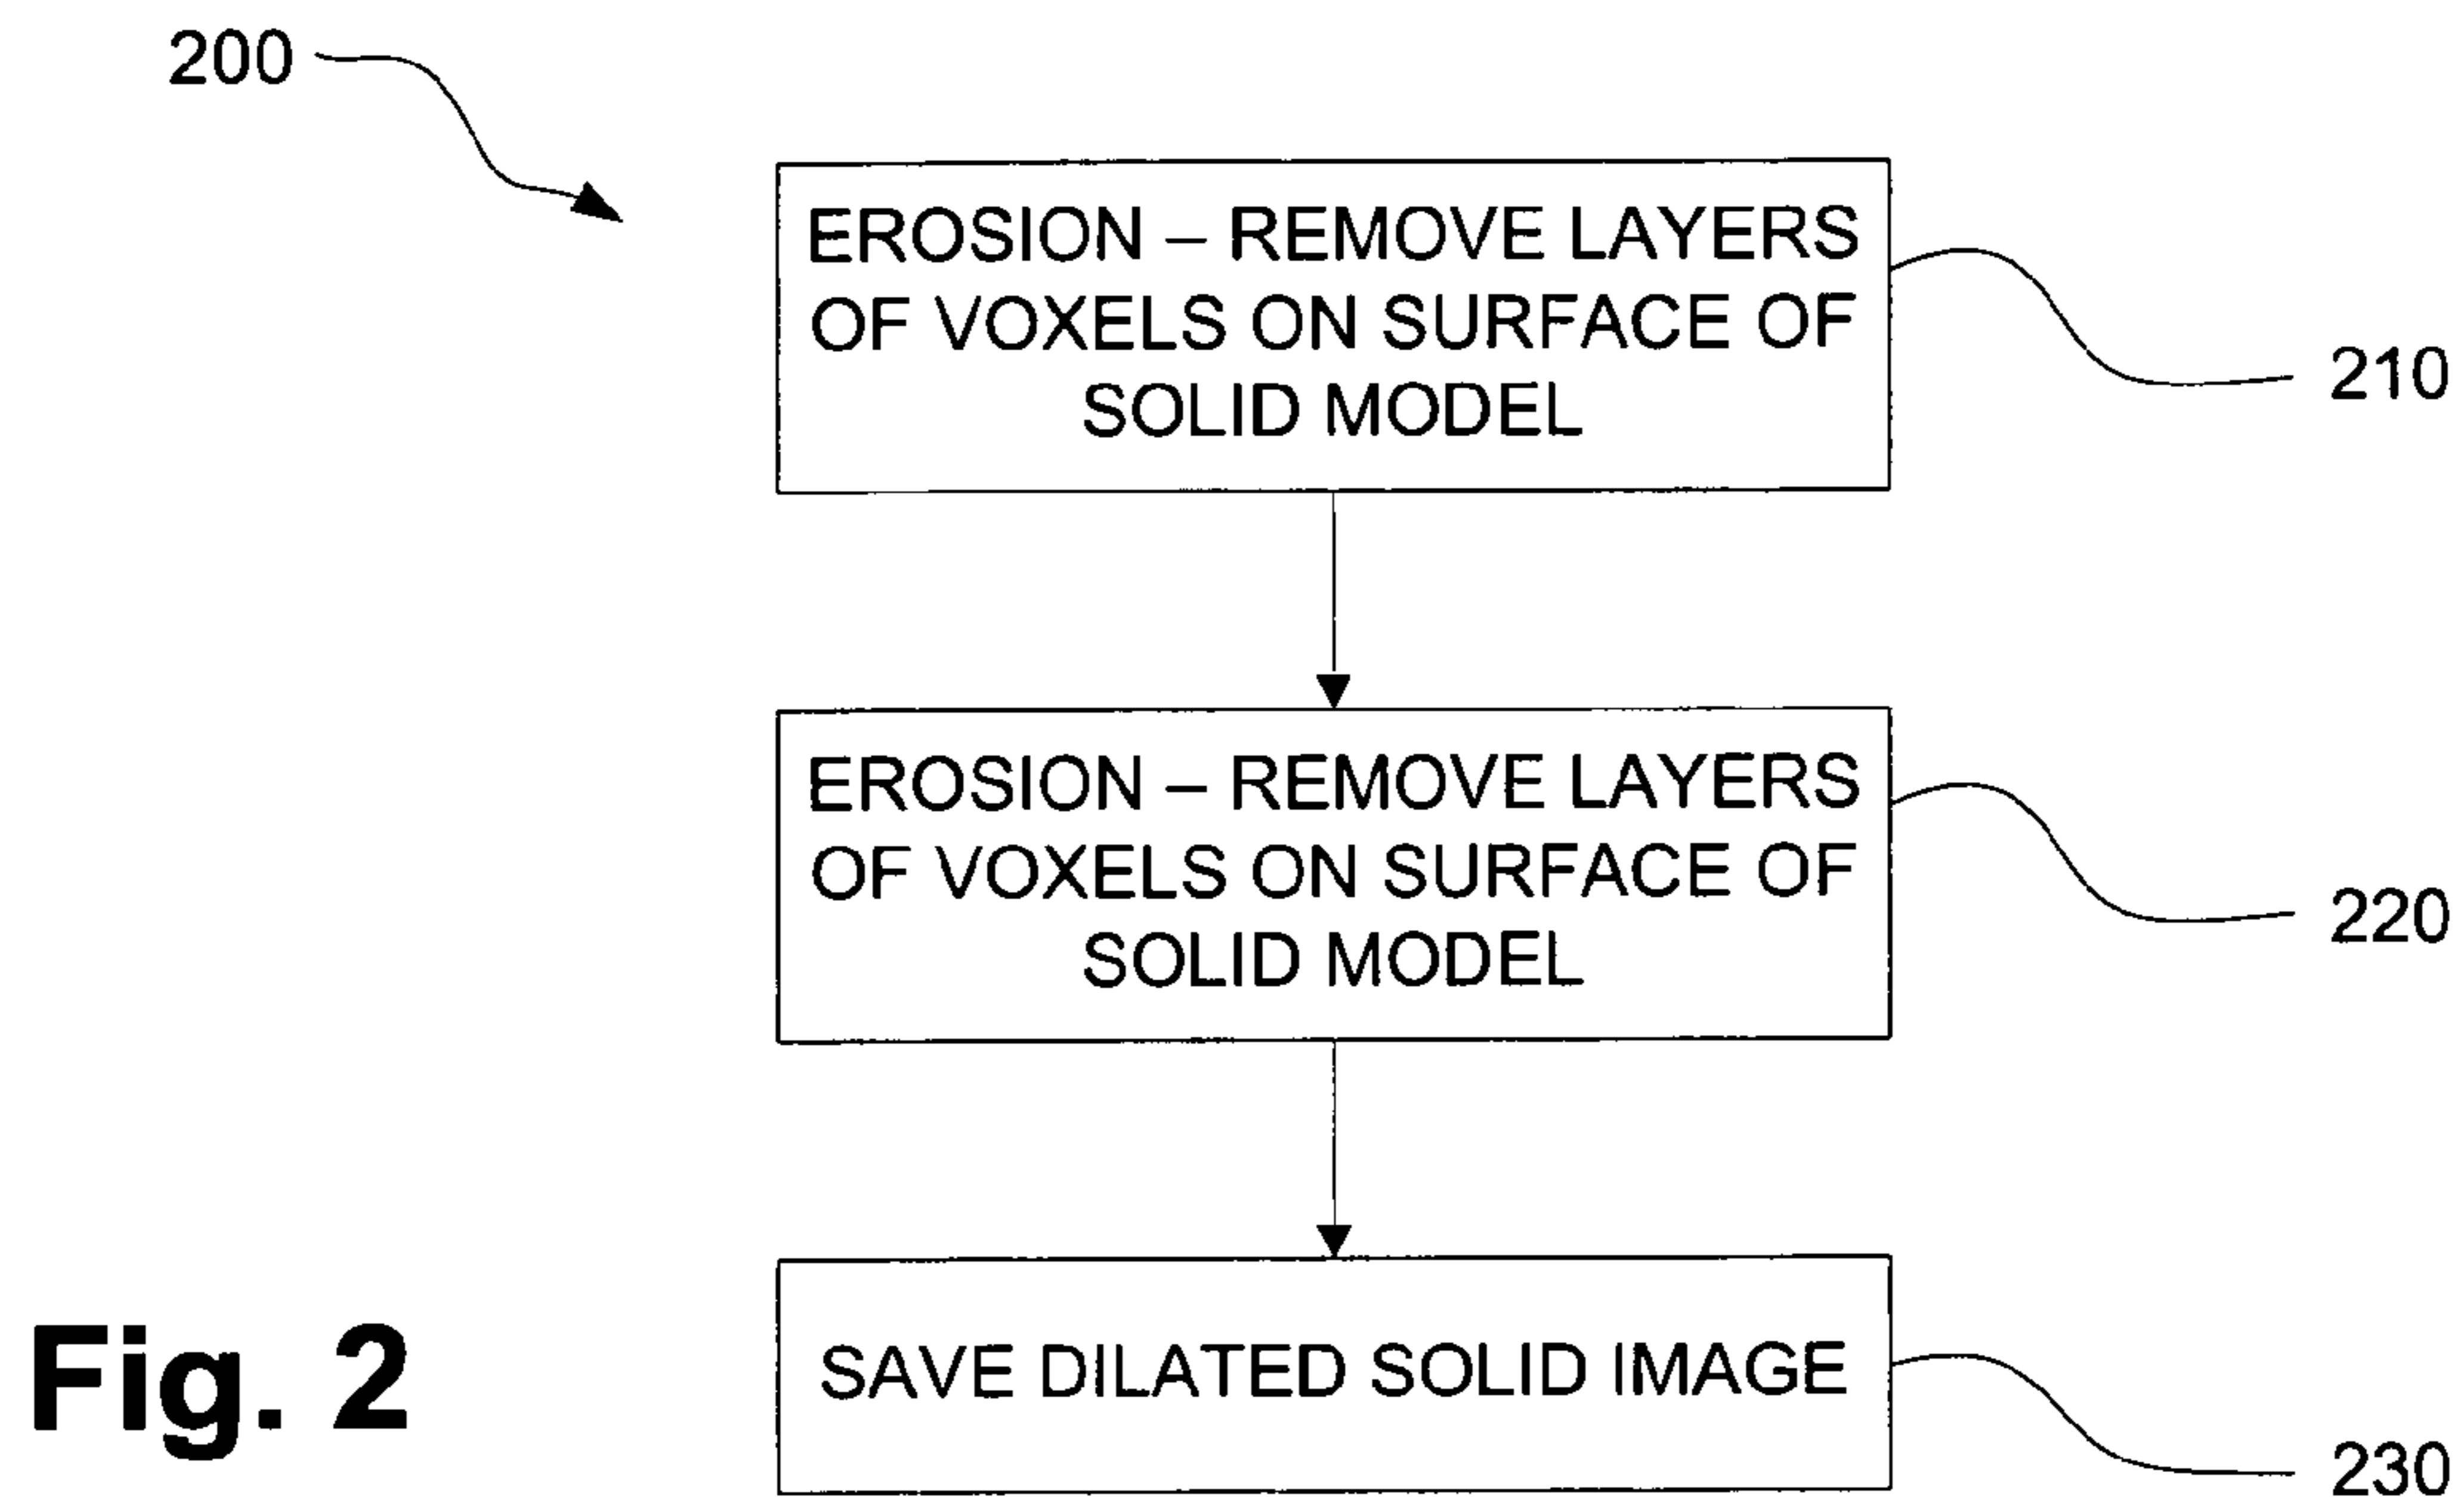 200
EROSION – REMOVE LAYERS
OF VOXELS ON SURFACE OF
SOLID MODEL
210
EROSION – REMOVE LAYERS
OF VOXELS ON SURFACE OF
SOLID MODEL
220
SAVE DILATED SOLID IMAGE
230
Fig. 2